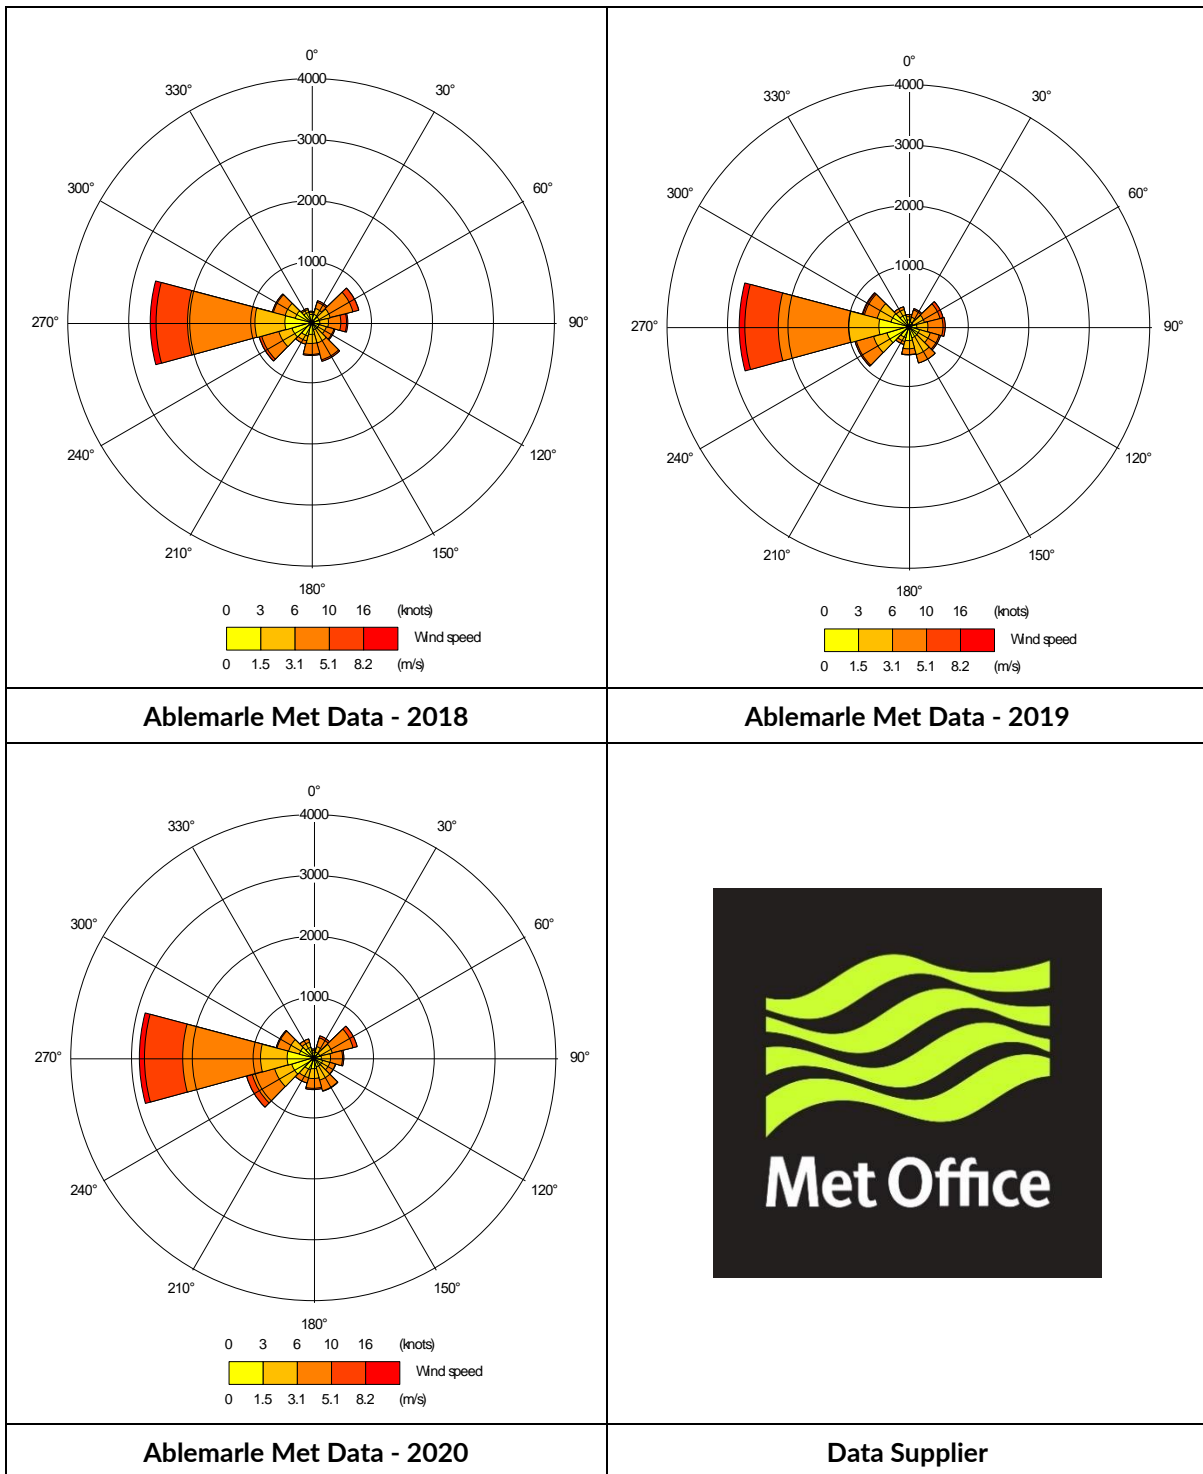 0°
4000
330° 30°
3000
300° 60°
2000
1000
270° 90°
240° 120°
210° 150°
180°
0 3 6 10 16 (knots)
Wind speed
0 1.5 3.1 5.1 8.2 (m/s)
Ablemarle Met Data - 2018
0°
4000
330° 30°
3000
300° 60°
2000
1000
270° 90°
240° 120°
210° 150°
180°
0 3 6 10 16 (knots)
Wind speed
0 1.5 3.1 5.1 8.2 (m/s)
Ablemarle Met Data - 2019
0°
4000
330° 30°
3000
300° 60°
2000
1000
270° 90°
240° 120°
210° 150°
180°
0 3 6 10 16 (knots)
Wind speed
0 1.5 3.1 5.1 8.2 (m/s)
Ablemarle Met Data - 2020
Met Office
Data Supplier